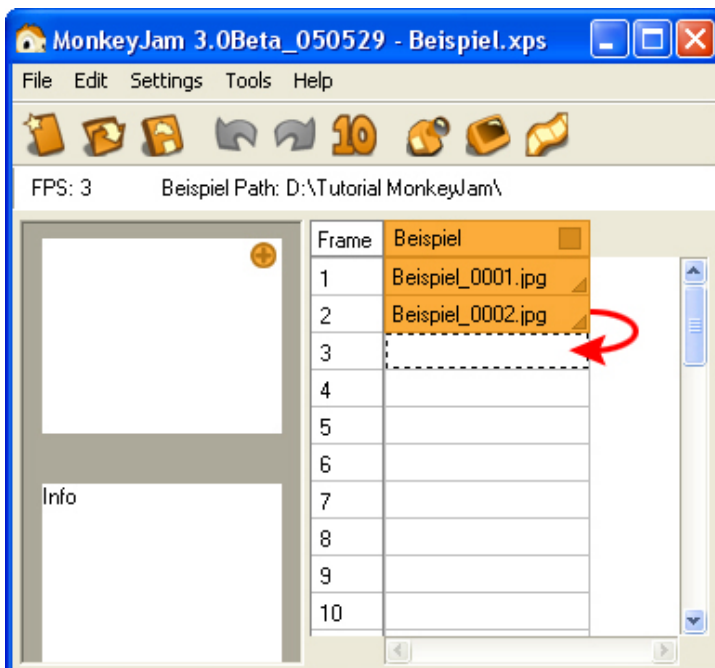 MonkeyJam 3.0Beta_050529 - Beispiel.xps
File Edit Settings Tools Help
10
FPS: 3 Beispiel Path: D:\Tutorial MonkeyJam\
Frame Beispiel
1 Beispiel_0001.jpg
2 Beispiel_0002.jpg
3
4
5
6
Info
7
8
9
10